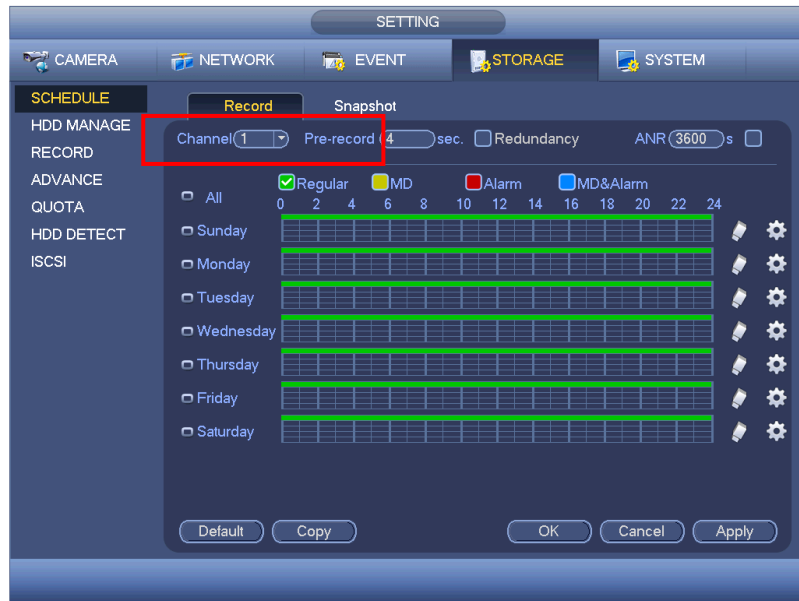 SETTING
CAMERA NETWORK EVENT STORAGE SYSTEM
SCHEDULE
HDD MANAGE
RECORD
ADVANCE
QUOTA
HDD DETECT
ISCSI
Record Snapshot
Channel 1 Pre-record 4 sec. Redundancy ANR 3600 s
All Regular MD Alarm MD&Alarm
0 2 4 6 8 10 12 14 16 18 20 22 24
Sunday
Monday
Tuesday
Wednesday
Thursday
Friday
Saturday
Default Copy OK Cancel Apply